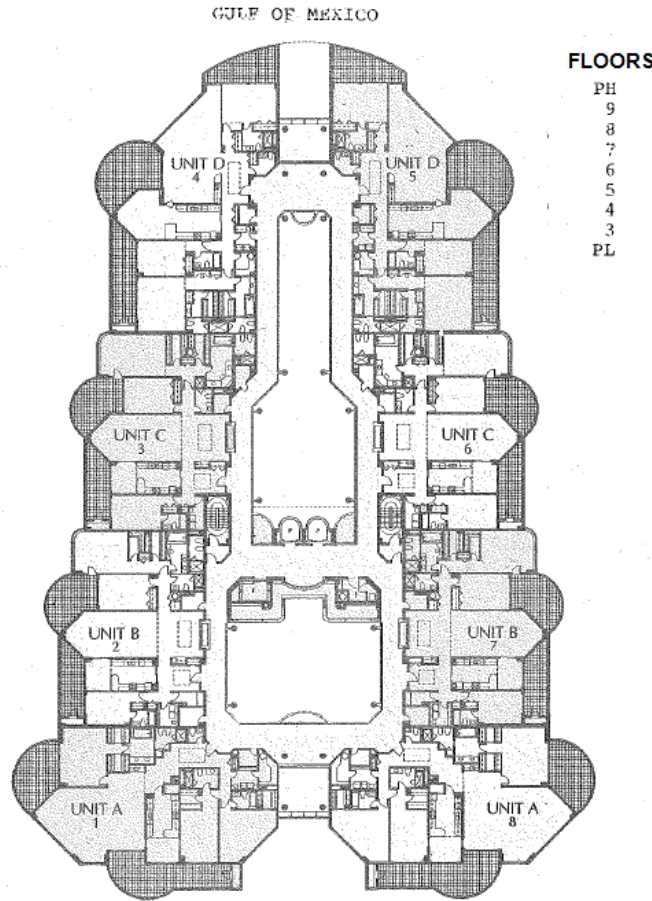 GULF OF MEXICO
FLOORS
PH
9
8
7
6
5
4
3
PL
UNIT D
4
UNIT D
5
UNIT C
3
UNIT C
6
UNIT B
2
UNIT B
7
UNIT A
1
UNIT A
8